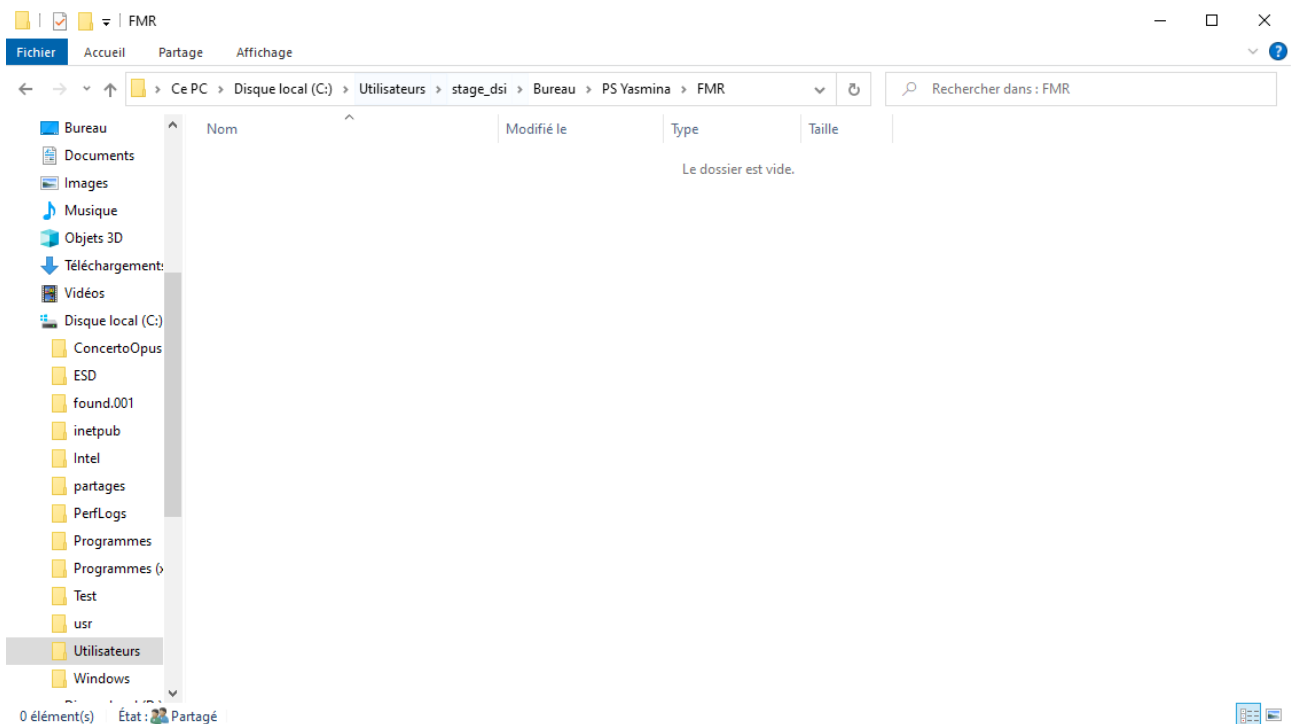 FMR
Fichier Accueil Partage Affichage
Ce PC > Disque local (C:) > Utilisateurs > stage_dsi > Bureau > PS Yasmina > FMR
Rechercher dans : FMR
Nom Modifié le Type Taille
Le dossier est vide.
Bureau
Documents
Images
Musique
Objets 3D
Téléchargements
Vidéos
Disque local (C:)
ConcertoOpus
ESD
found.001
inetpub
Intel
partages
PerfLogs
Programmes
Programmes (x
Test
usr
Utilisateurs
Windows
0 élément(s) État : Partagé